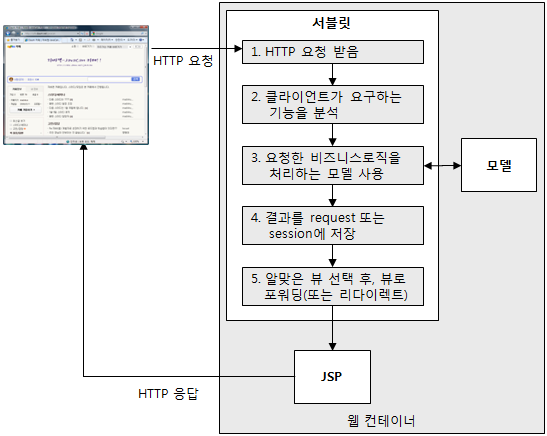 서블릿
HTTP 요청
1. HTTP 요청 받음
2. 클라이언트가 요구하는
기능을 분석
3. 요청한 비즈니스로직을
처리하는 모델 사용
모델
4. 결과를 request 또는
session에 저장
5. 알맞은 뷰 선택 후, 뷰로
포워딩(또는 리다이렉트)
JSP
HTTP 응답
웹 컨테이너